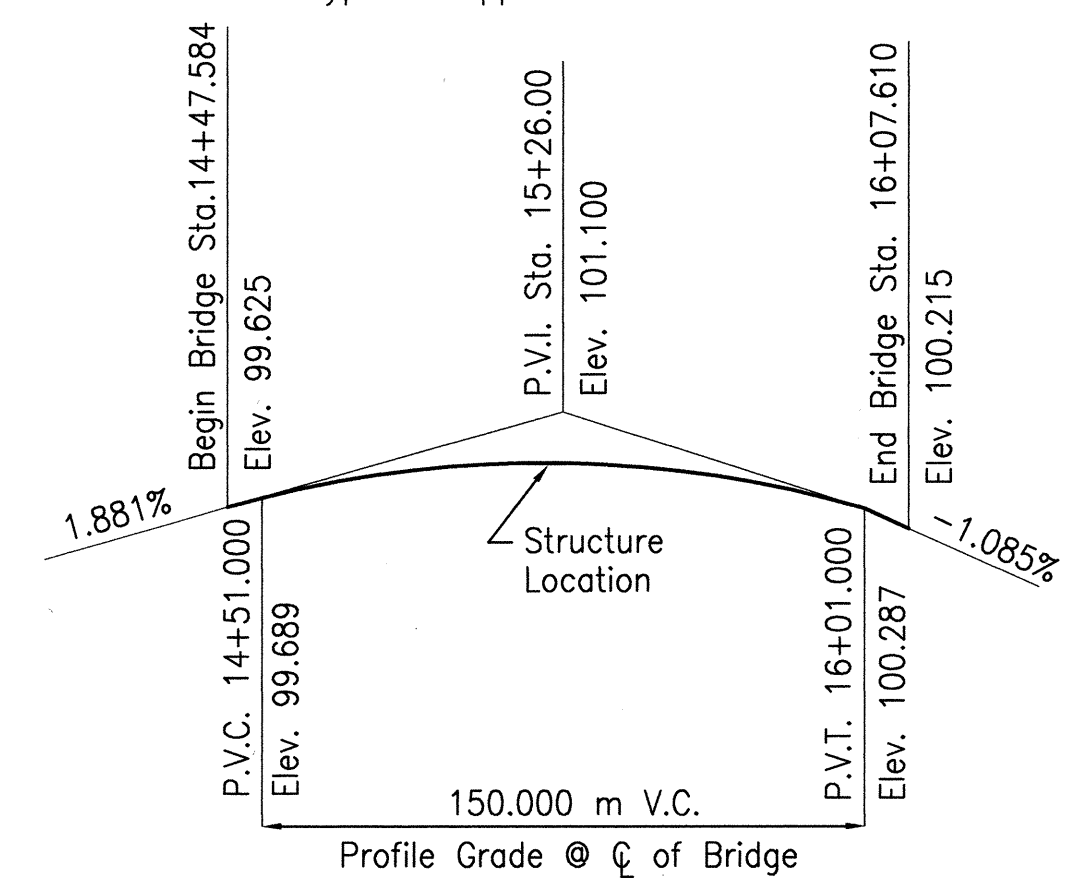 Begin Bridge Sta.14+47.584
Elev. 99.625
P.V.I. Sta. 15+26.00
Elev. 101.100
End Bridge Sta. 16+07.610
Elev. 100.215
1.881%
-1.085%
Structure
Location
P.V.C. 14+51.000
Elev. 99.689
P.V.T. 16+01.000
Elev. 100.287
150.000 m V.C.
Profile Grade @ ℄ of Bridge